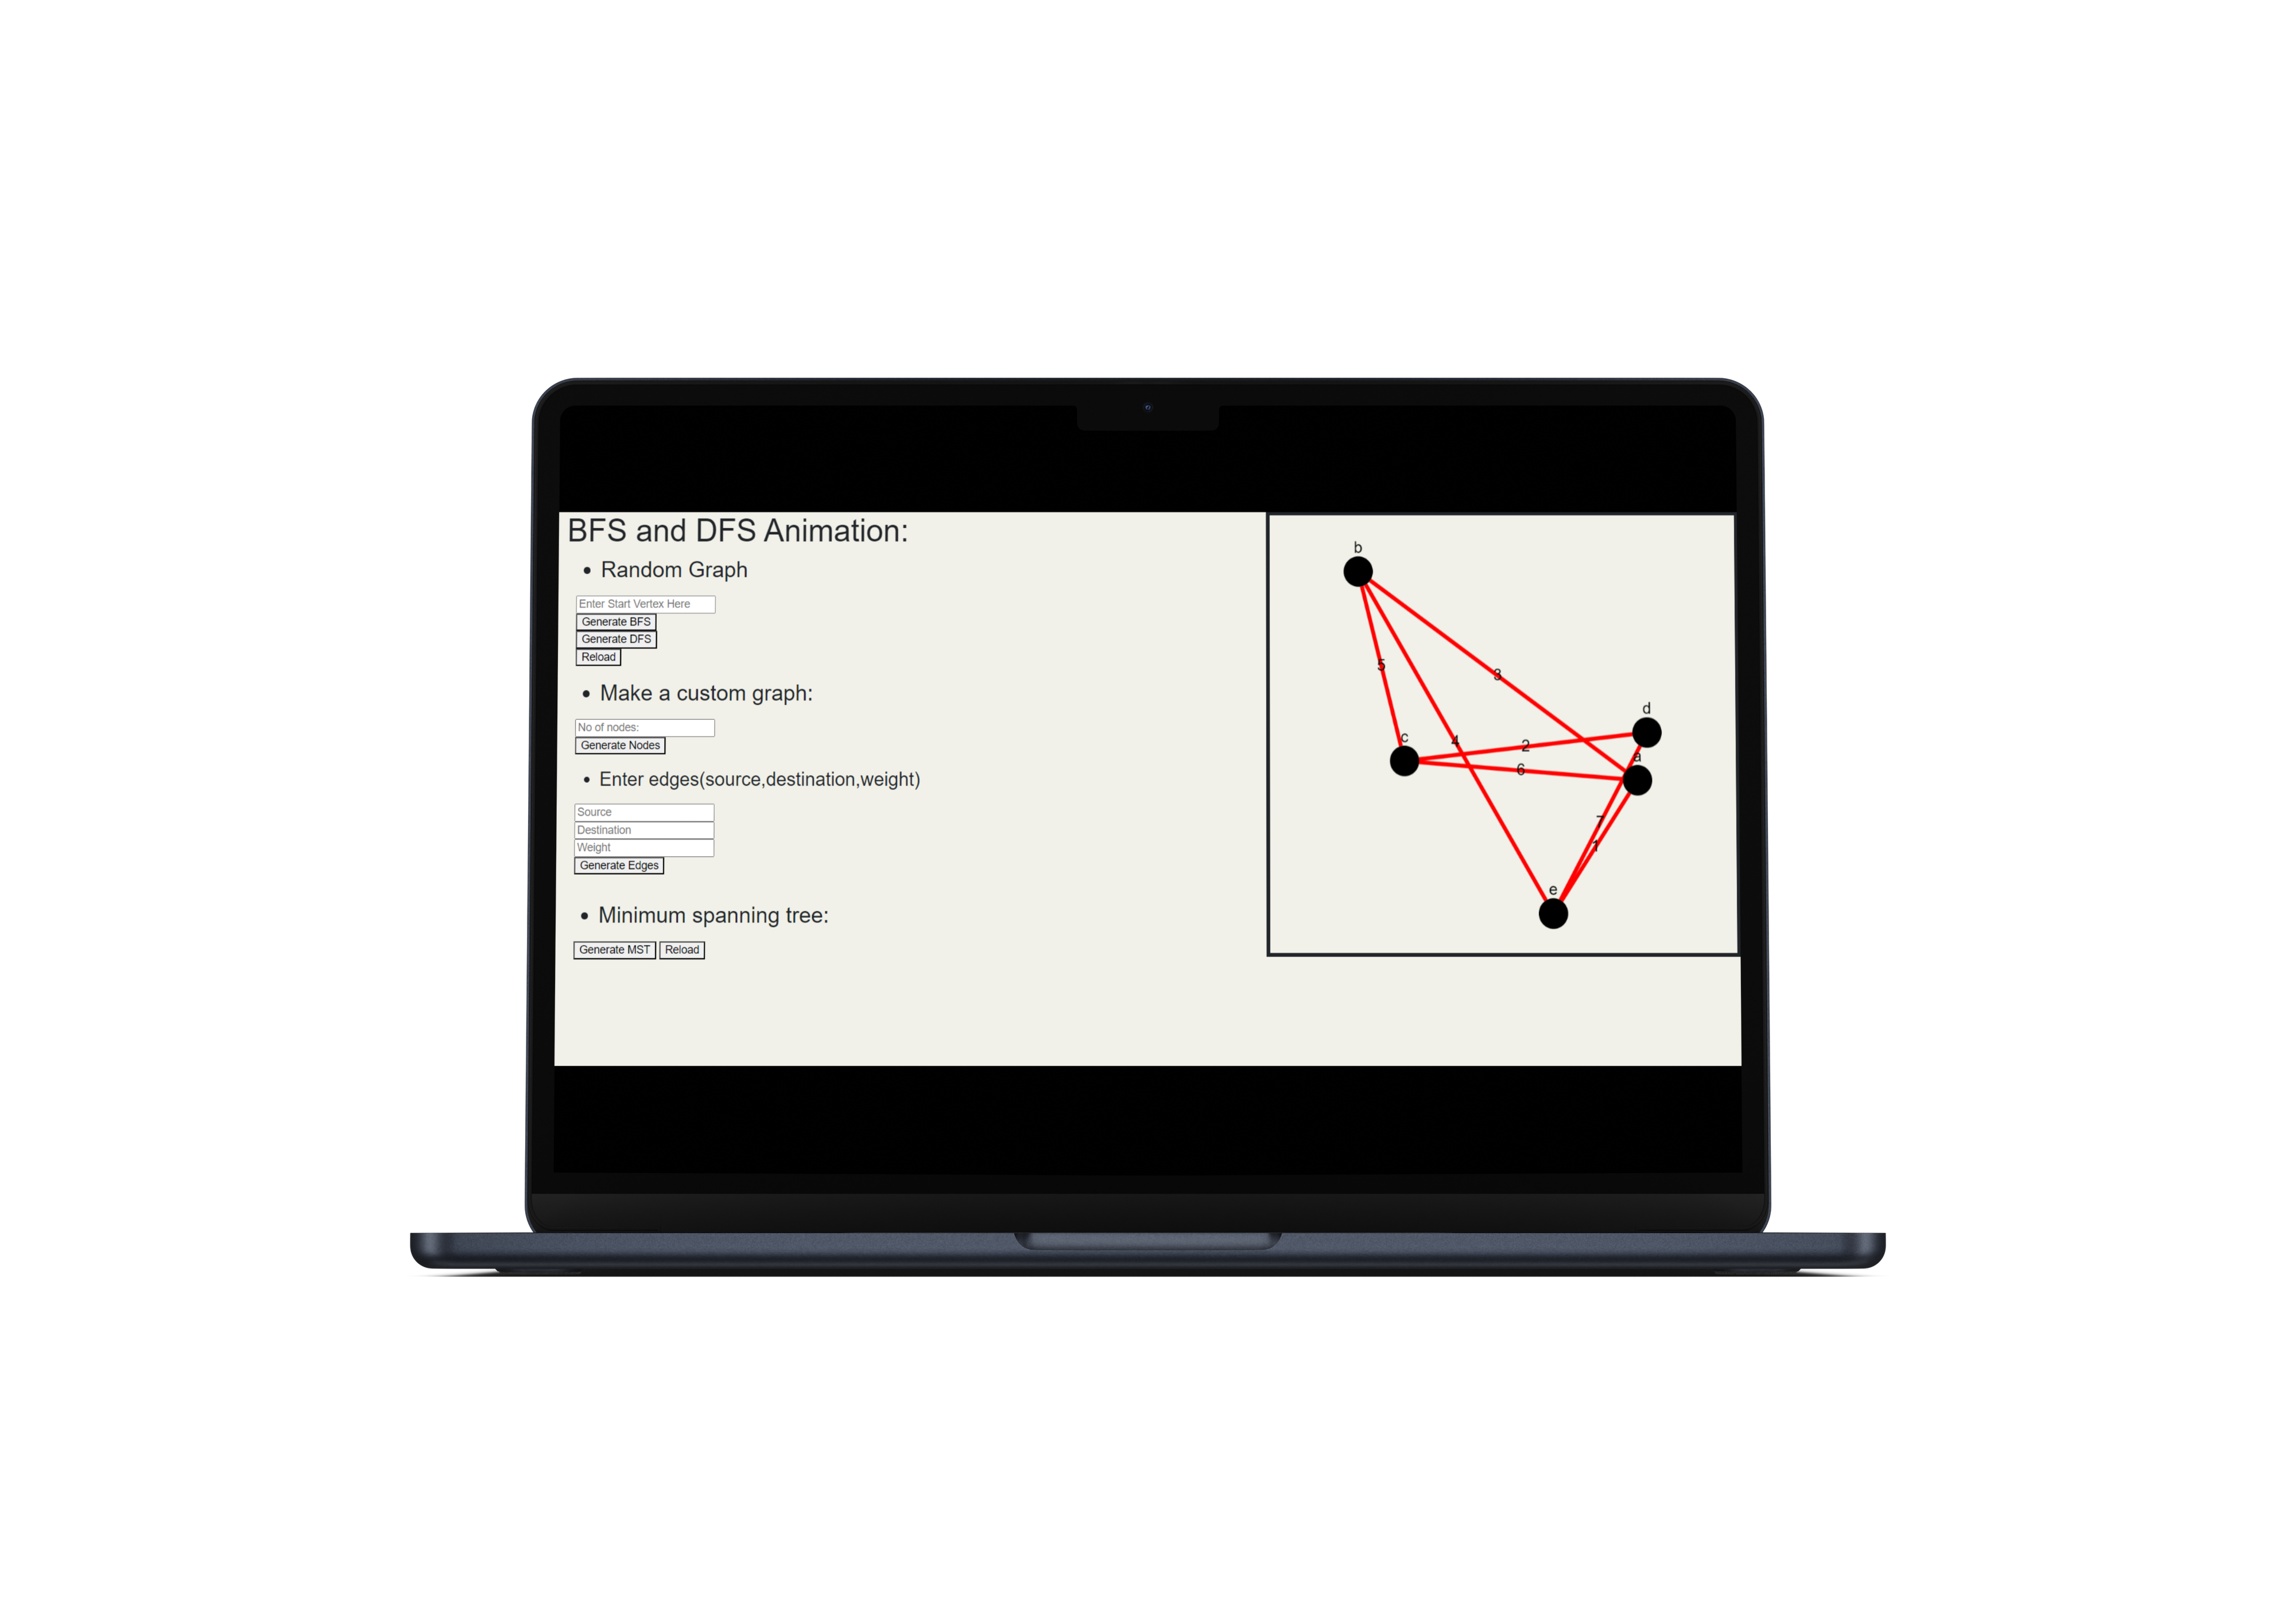 BFS and DFS Animation:
Random Graph
Enter Start Vertex Here
Generate BFS
Generate DFS
Reload
Make a custom graph:
No of nodes:
Generate Nodes
Enter edges(source,destination,weight)
Source
Destination
Weight
Generate Edges
Minimum spanning tree:
Generate MST Reload
b
5
3
d
c
4
2
a
6
7
1
e